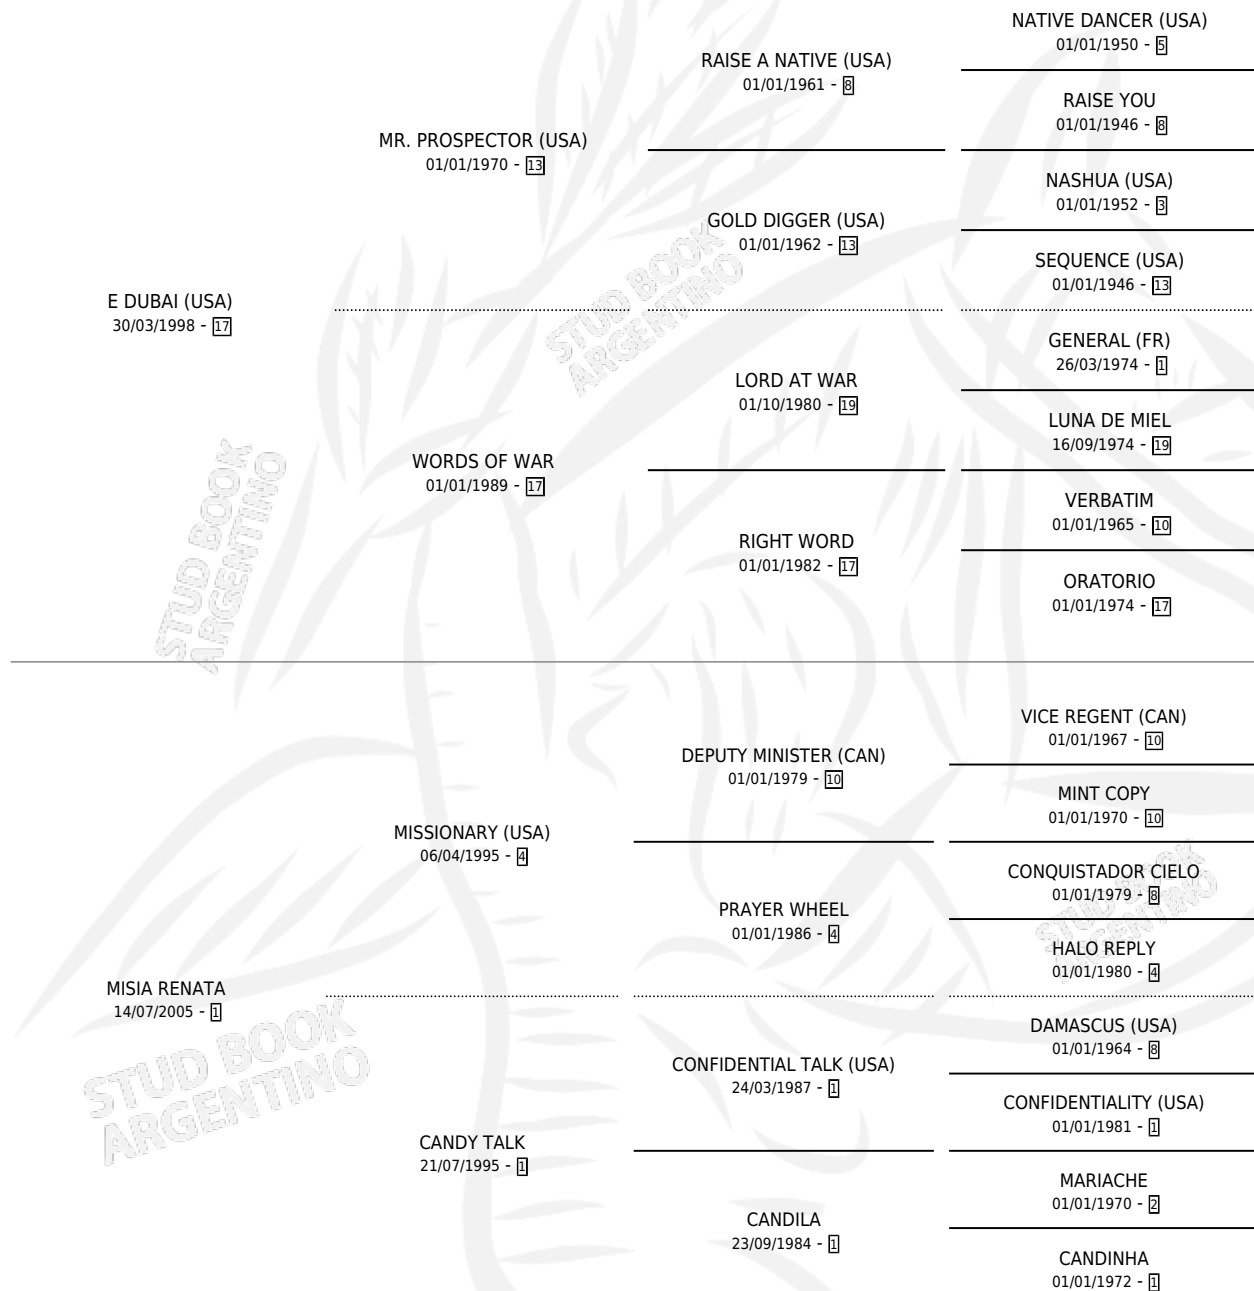 NATIVE DANCER (USA)
01/01/1950 - 5
RAISE A NATIVE (USA)
01/01/1961 - 8
RAISE YOU
01/01/1946 - 8
MR. PROSPECTOR (USA)
01/01/1970 - 13
NASHUA (USA)
01/01/1952 - 3
GOLD DIGGER (USA)
01/01/1962 - 13
SEQUENCE (USA)
01/01/1946 - 13
E DUBAI (USA)
30/03/1998 - 17
GENERAL (FR)
26/03/1974 - 1
LORD AT WAR
01/10/1980 - 19
LUNA DE MIEL
16/09/1974 - 19
WORDS OF WAR
01/01/1989 - 17
VERBATIM
01/01/1965 - 10
RIGHT WORD
01/01/1982 - 17
ORATORIO
01/01/1974 - 17
VICE REGENT (CAN)
01/01/1967 - 10
DEPUTY MINISTER (CAN)
01/01/1979 - 10
MINT COPY
01/01/1970 - 10
MISSIONARY (USA)
06/04/1995 - 4
CONQUISTADOR CIELO
01/01/1979 - 8
PRAYER WHEEL
01/01/1986 - 4
HALO REPLY
01/01/1980 - 4
MISIA RENATA
14/07/2005 - 1
DAMASCUS (USA)
01/01/1964 - 8
CONFIDENTIAL TALK (USA)
24/03/1987 - 1
CONFIDENTIALITY (USA)
01/01/1981 - 1
CANDY TALK
21/07/1995 - 1
MARIACHE
01/01/1970 - 2
CANDILA
23/09/1984 - 1
CANDINHA
01/01/1972 - 1
STUD BOOK
ARGENTINO
STUD BOOK
ARGENTINO
STUD BOOK
ARGENTINO
STUD BOOK
ARGENTINO